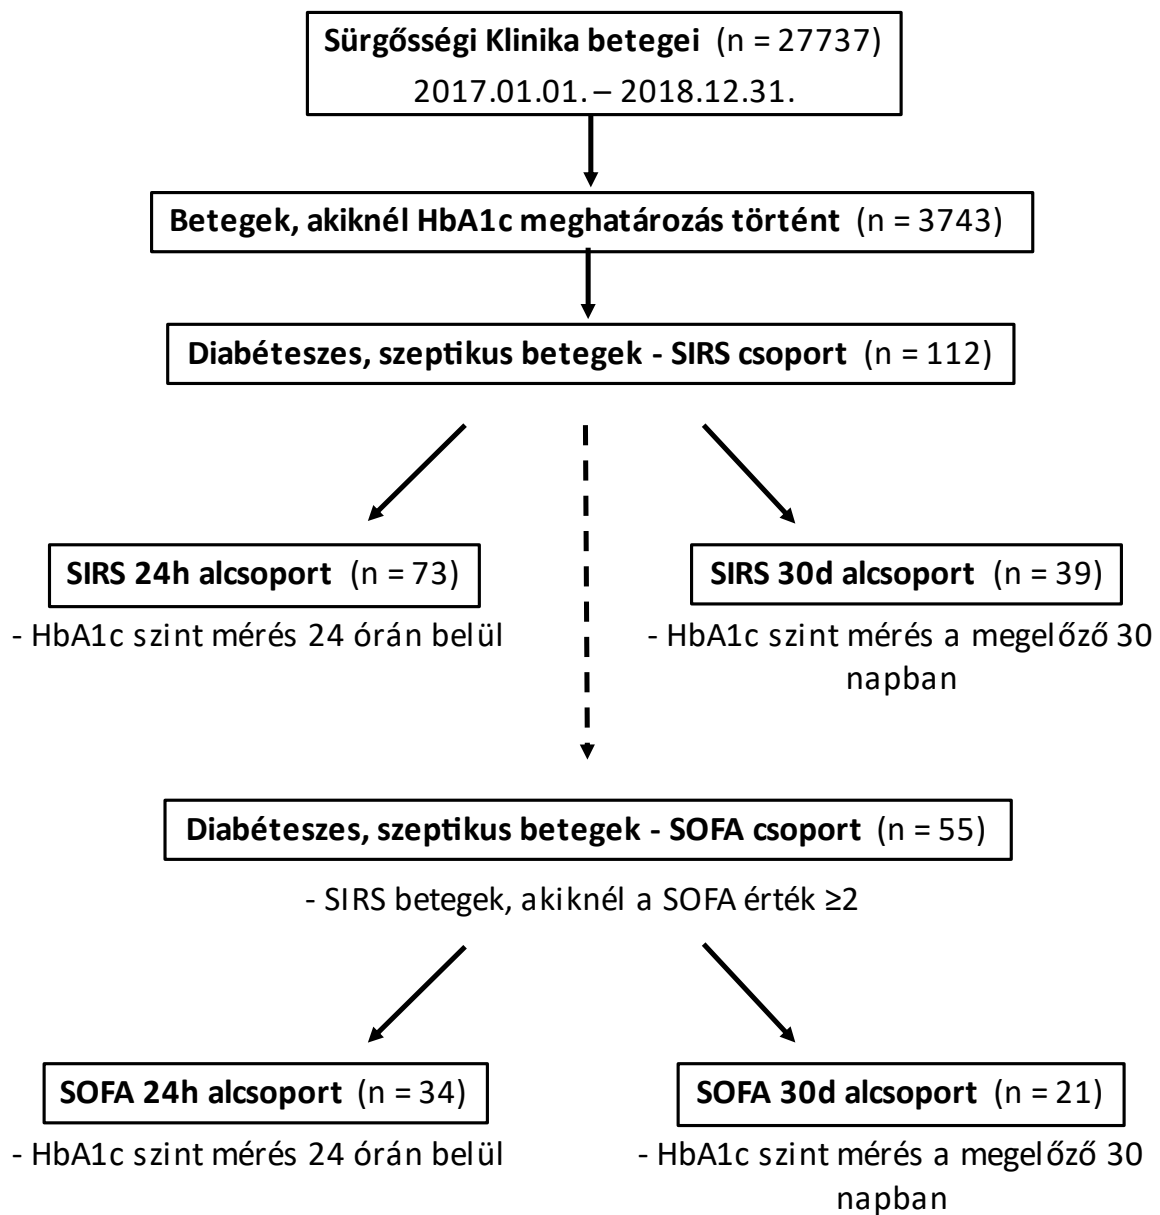 Sürgősségi Klinika betegei (n = 27737)
2017.01.01. – 2018.12.31.
Betegek, akiknél HbA1c meghatározás történt (n = 3743)
Diabéteszes, szeptikus betegek - SIRS csoport (n = 112)
SIRS 24h alcsoport (n = 73)
- HbA1c szint mérés 24 órán belül
SIRS 30d alcsoport (n = 39)
- HbA1c szint mérés a megelőző 30
napban
Diabéteszes, szeptikus betegek - SOFA csoport (n = 55)
- SIRS betegek, akiknél a SOFA érték ≥2
SOFA 24h alcsoport (n = 34)
- HbA1c szint mérés 24 órán belül
SOFA 30d alcsoport (n = 21)
- HbA1c szint mérés a megelőző 30
napban